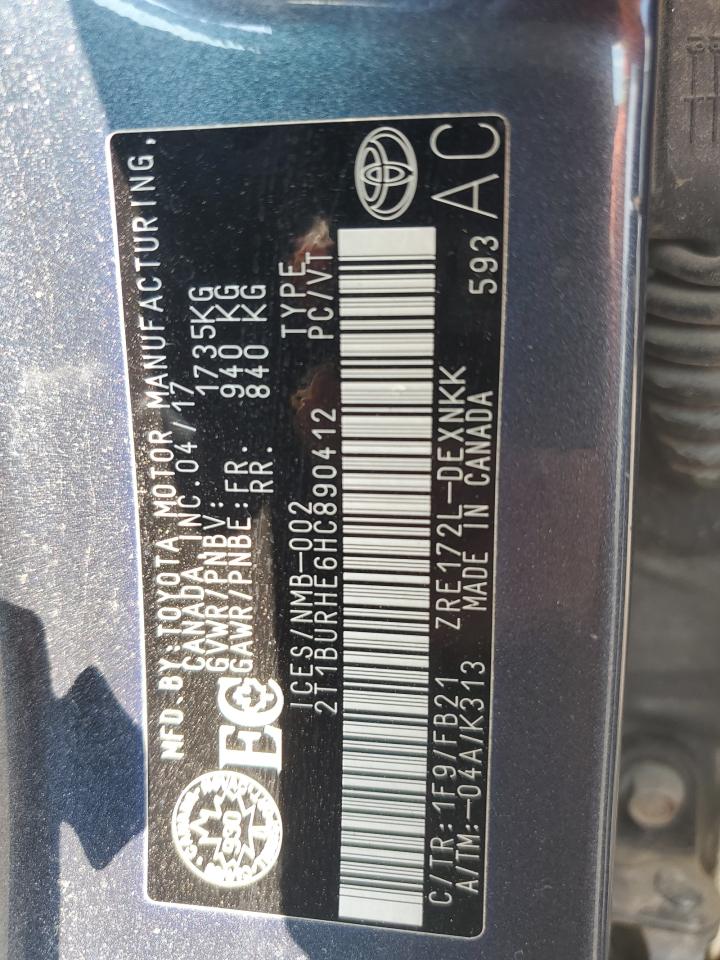 MFD.BY:TOYOTA MOTOR MANUFACTURING,
CANADA INC.04/17
GVWR/PNBV: 1735KG
GAWR/PNBE:FR. 940 KG
RR. 840 KG
EC
930
ICES/NMB-002 TYPE
2T1BURHE6HC890412 PC/VT
C/TR:1F9/FB21 ZRE172L-DEXNKK 593
A/TM:-04A/K313 MADE IN CANADA
AC